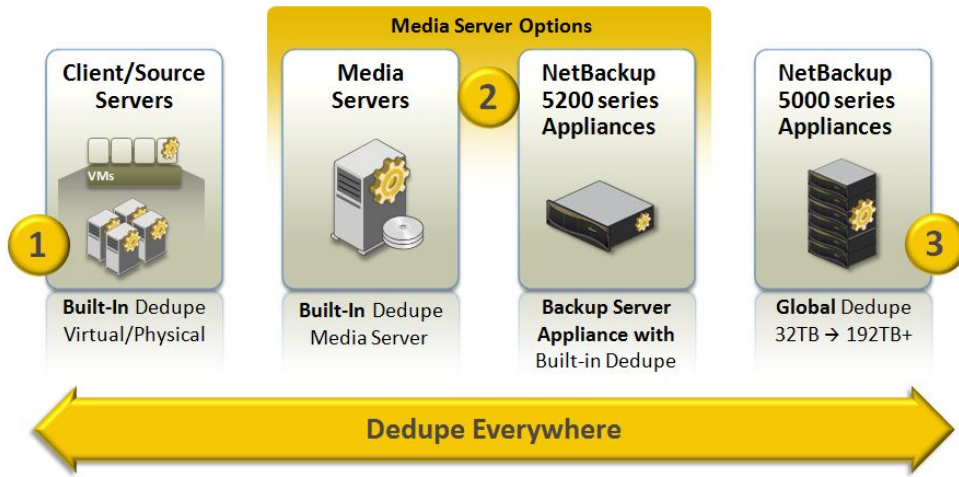 Media Server Options
Client/Source
Servers
VMs
1
Built-In Dedupe
Virtual/Physical
Media
Servers
Built-In Dedupe
Media Server
2
NetBackup
5200 series
Appliances
Backup Server
Appliance with
Built-in Dedupe
NetBackup
5000 series
Appliances
3
Global Dedupe
32TB → 192TB+
Dedupe Everywhere